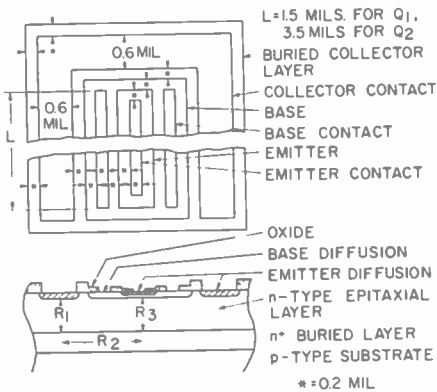 L=1.5 MILS. FOR Q1,
3.5 MILS FOR Q2
BURIED COLLECTOR
LAYER
COLLECTOR CONTACT
BASE
BASE CONTACT
EMITTER
EMITTER CONTACT
0.6 MIL
0.6
MIL
L
OXIDE
BASE DIFFUSION
EMITTER DIFFUSION
n-TYPE EPITAXIAL
LAYER
n+ BURIED LAYER
p-TYPE SUBSTRATE
R1
R3
R2
* =0.2 MIL